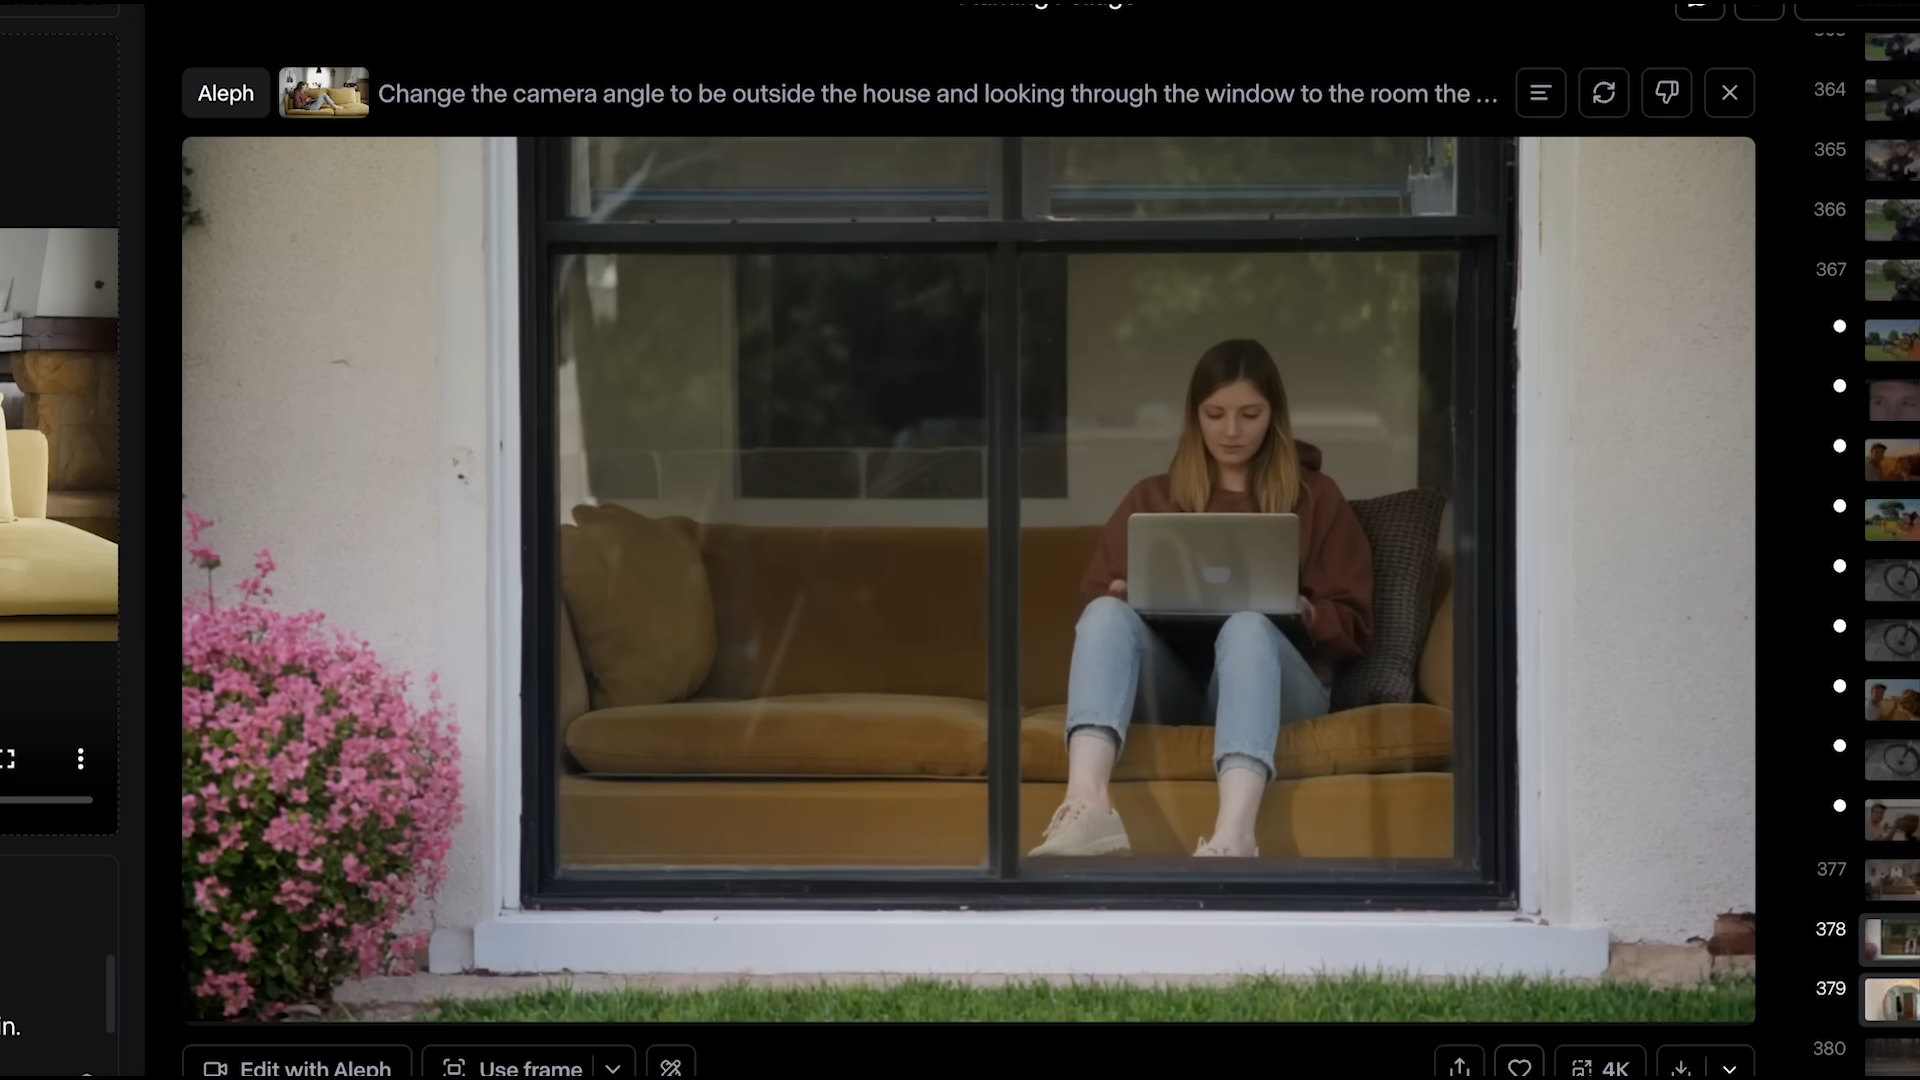 Aleph
Change the camera angle to be outside the house and looking through the window to the room the ...
364
365
366
367
377
378
379
380
in.
Edit with Aleph
Use frame
4K